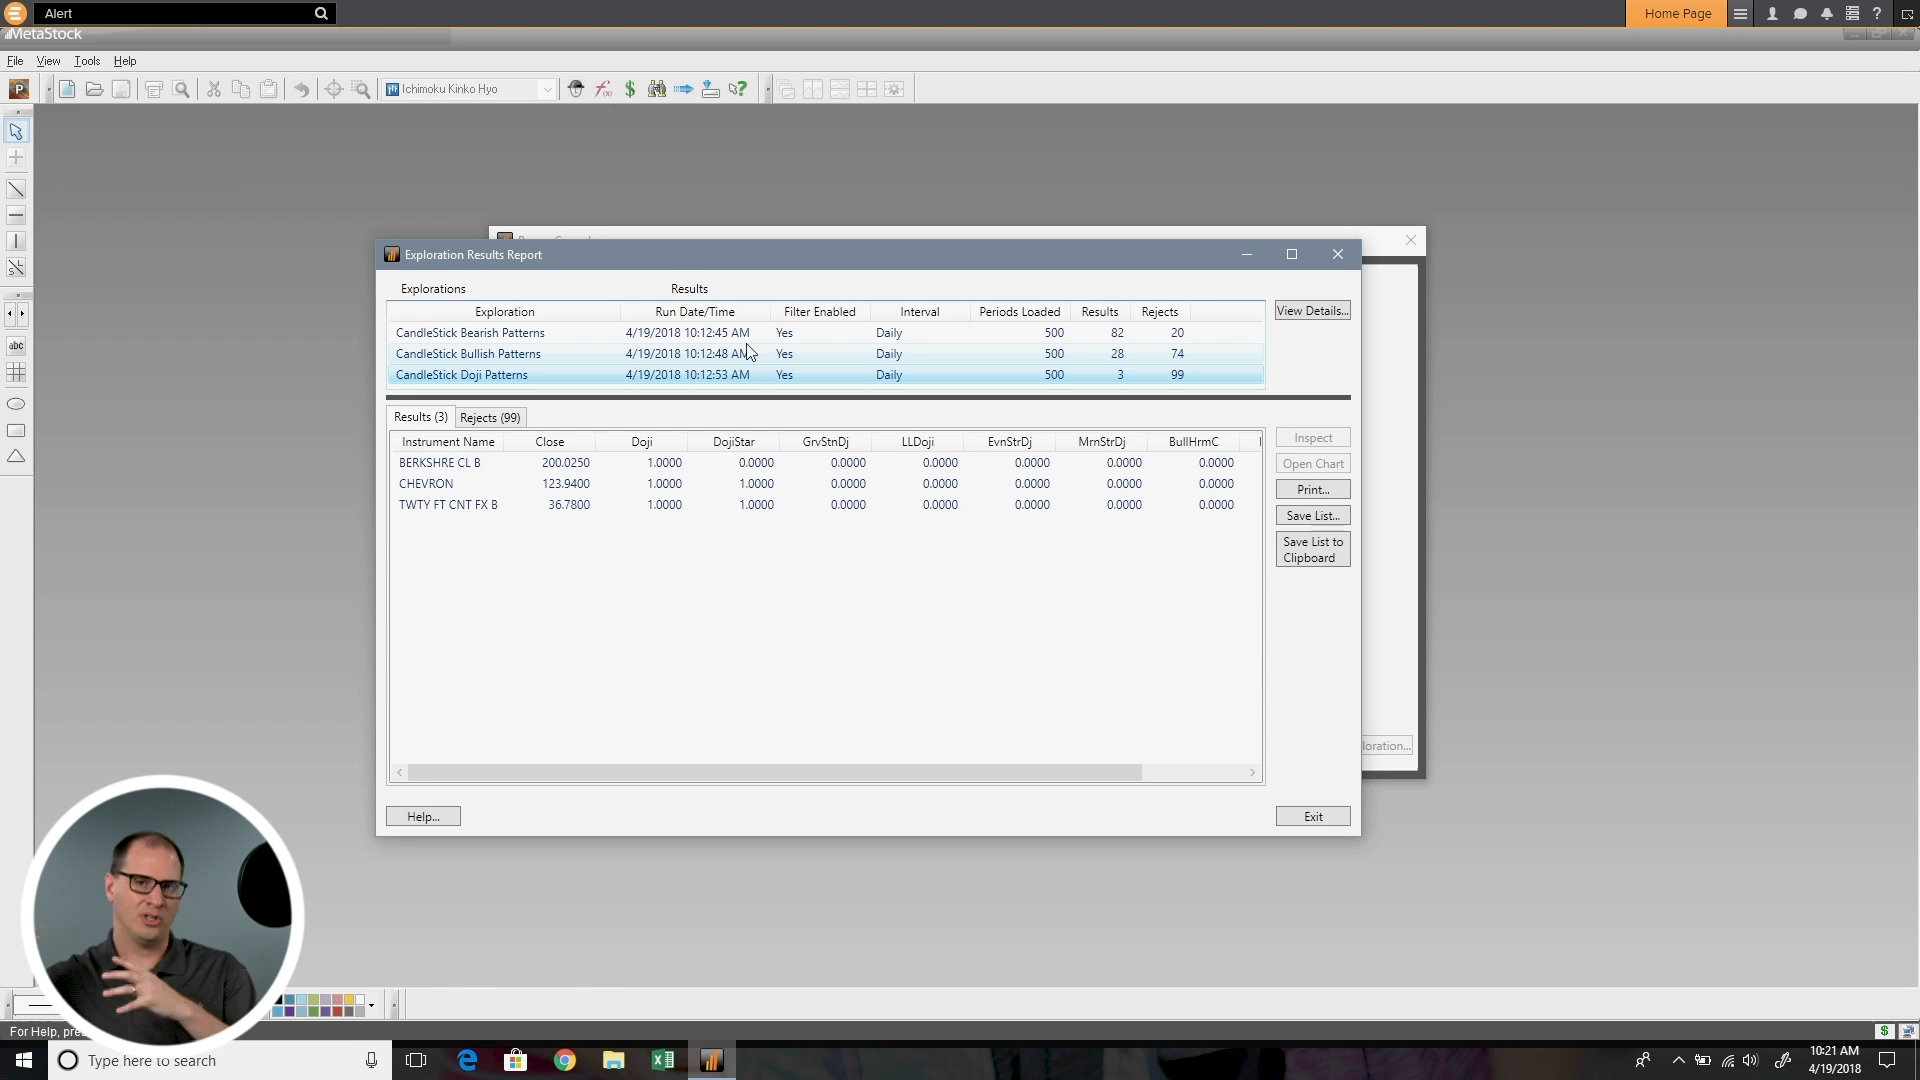 Alert
Home Page
MetaStock
File View Tools Help
Ichimoku Kinko Hyo
abc
Exploration Results Report
Explorations Results
Exploration Run Date/Time Filter Enabled Interval Periods Loaded Results Rejects
CandleStick Bearish Patterns 4/19/2018 10:12:45 AM Yes Daily 500 82 20
CandleStick Bullish Patterns 4/19/2018 10:12:48 AM Yes Daily 500 28 74
CandleStick Doji Patterns 4/19/2018 10:12:53 AM Yes Daily 500 3 99
View Details...
Results (3) Rejects (99)
Instrument Name Close Doji DojiStar GrvStnDj LLDoji EvnStrDj MrnStrDj BullHrmC
BERKSHRE CL B 200.0250 1.0000 0.0000 0.0000 0.0000 0.0000 0.0000 0.0000
CHEVRON 123.9400 1.0000 1.0000 0.0000 0.0000 0.0000 0.0000 0.0000
TWTY FT CNT FX B 36.7800 1.0000 1.0000 0.0000 0.0000 0.0000 0.0000 0.0000
Inspect
Open Chart
Print...
Save List...
Save List to
Clipboard
loration...
Help...
Exit
For Help, pre
Type here to search
10:21 AM
4/19/2018